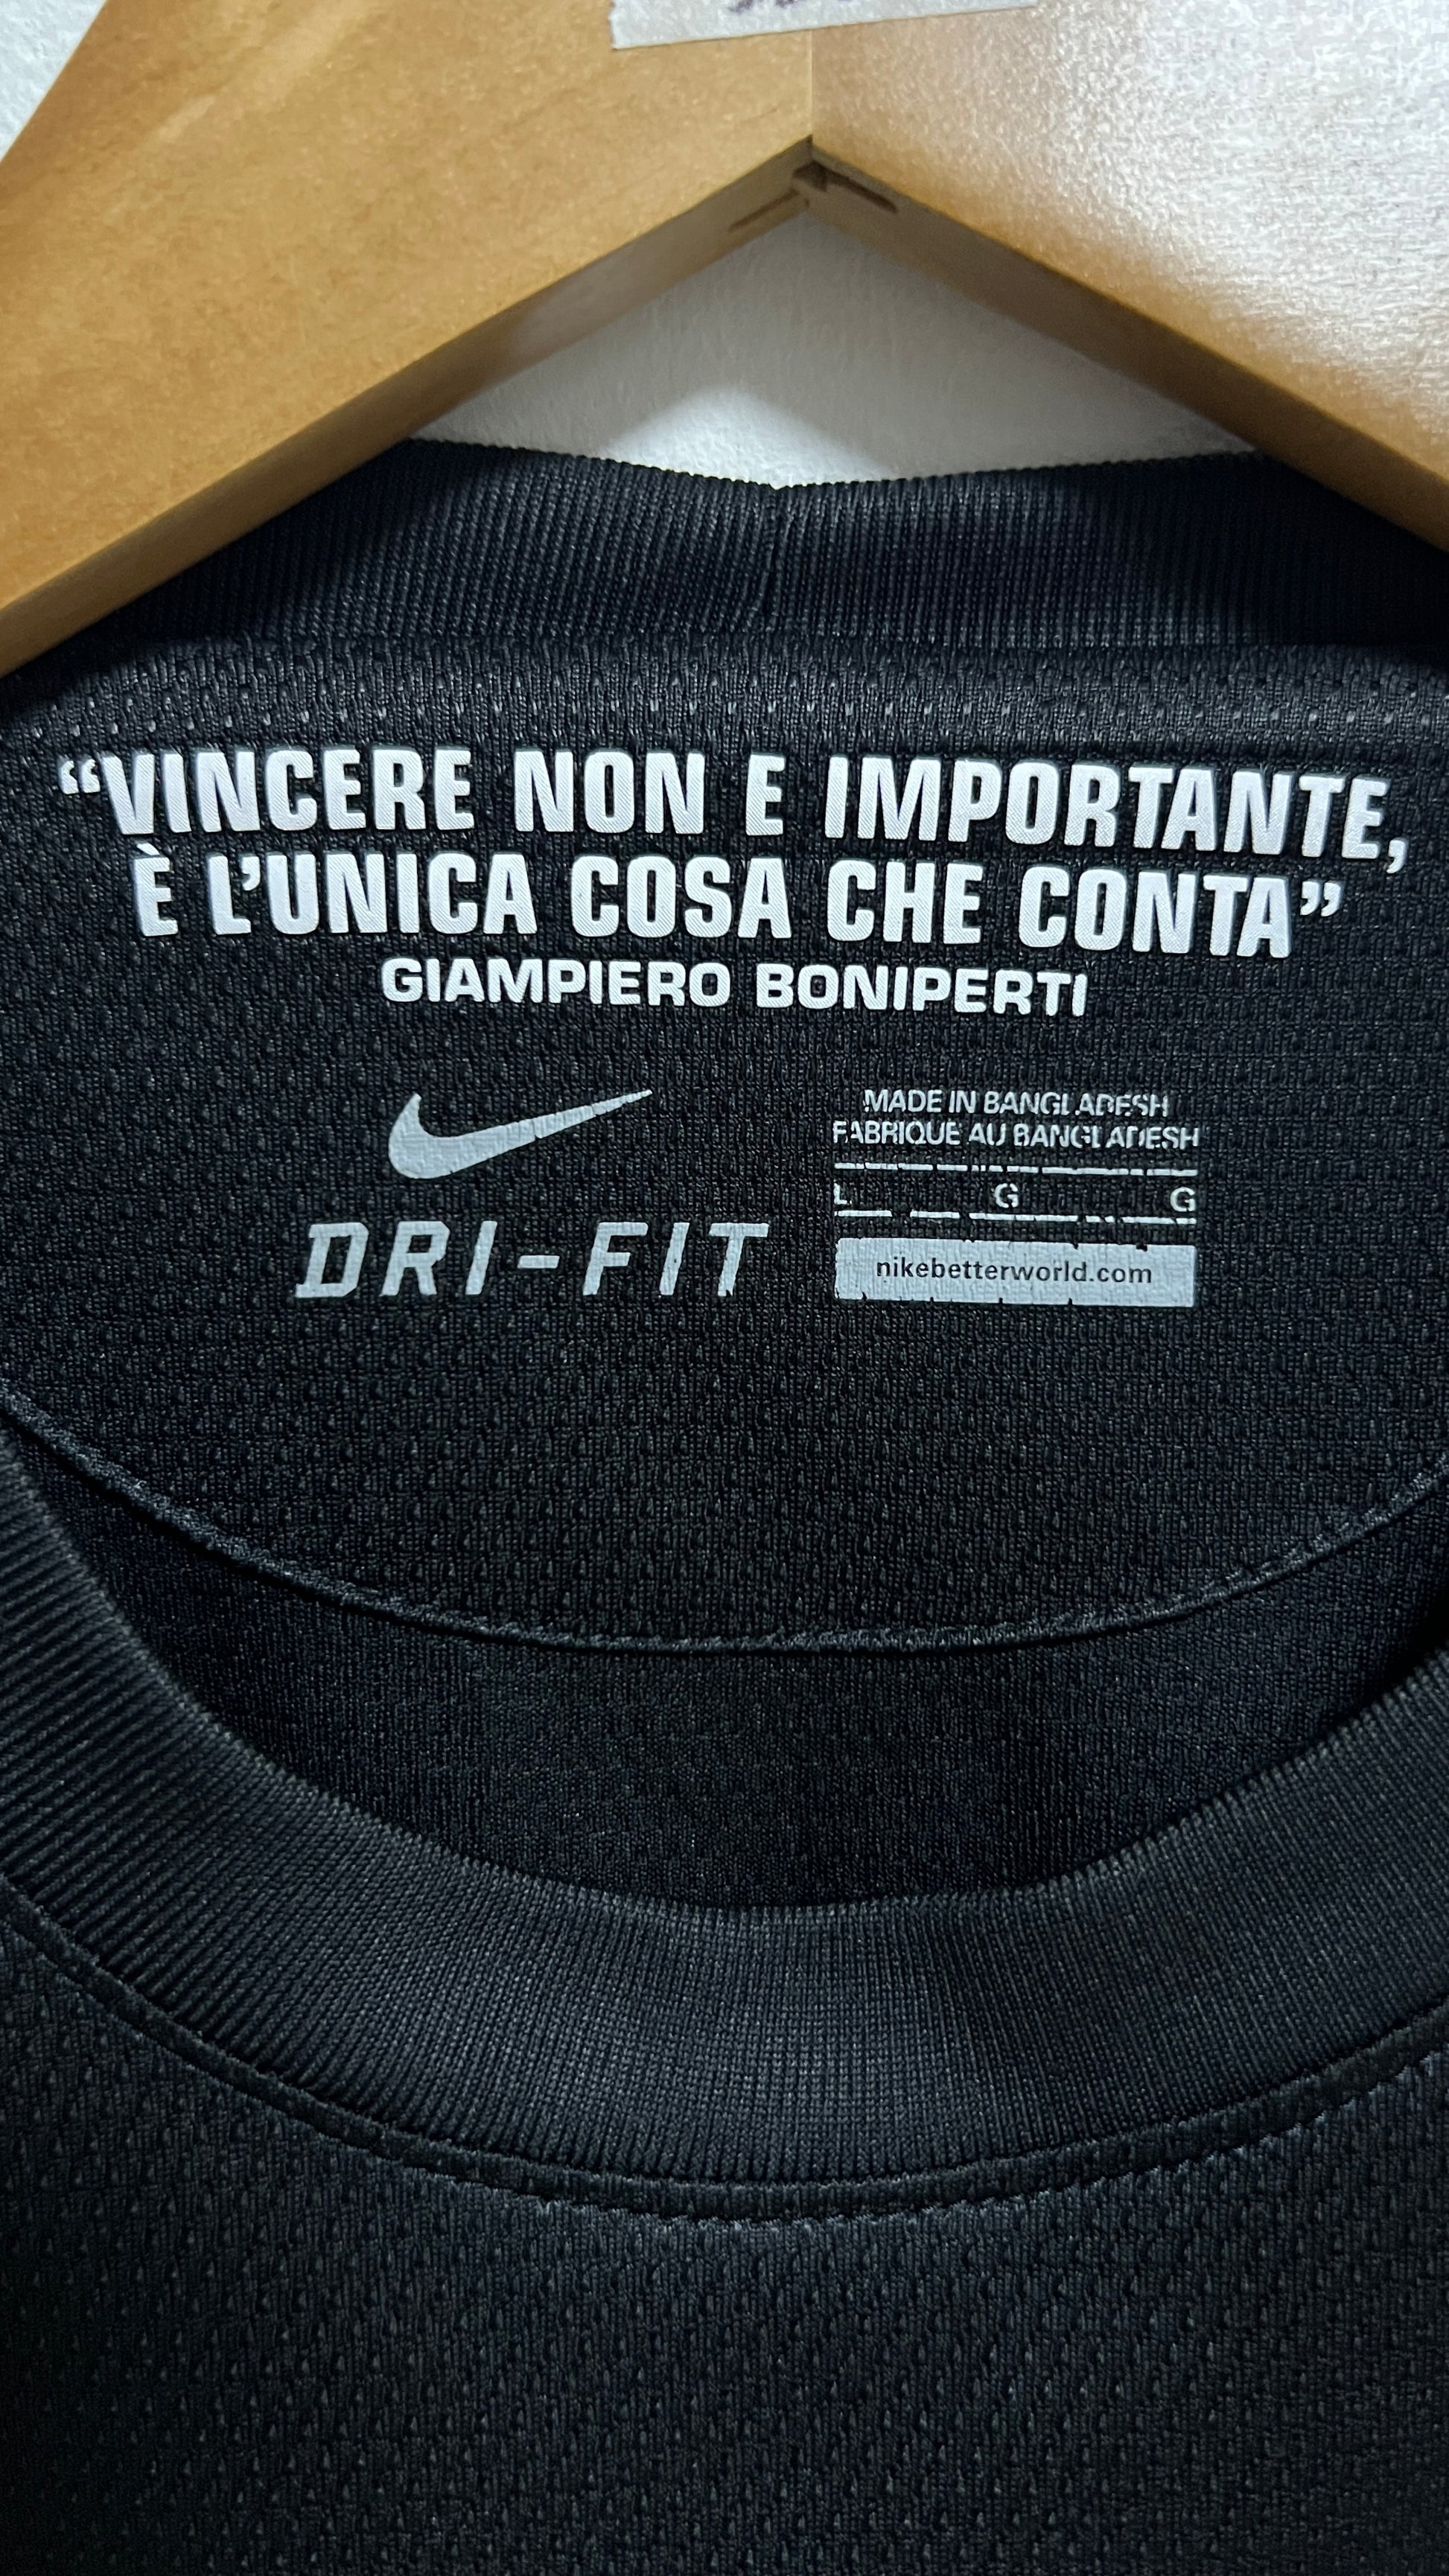 “VINCERE NON E IMPORTANTE,
È L’UNICA COSA CHE CONTA”
GIAMPIERO BONIPERTI
DRI-FIT
MADE IN BANGLADESH
FABRIQUE AU BANGLADESH
L G G
nikebetterworld.com